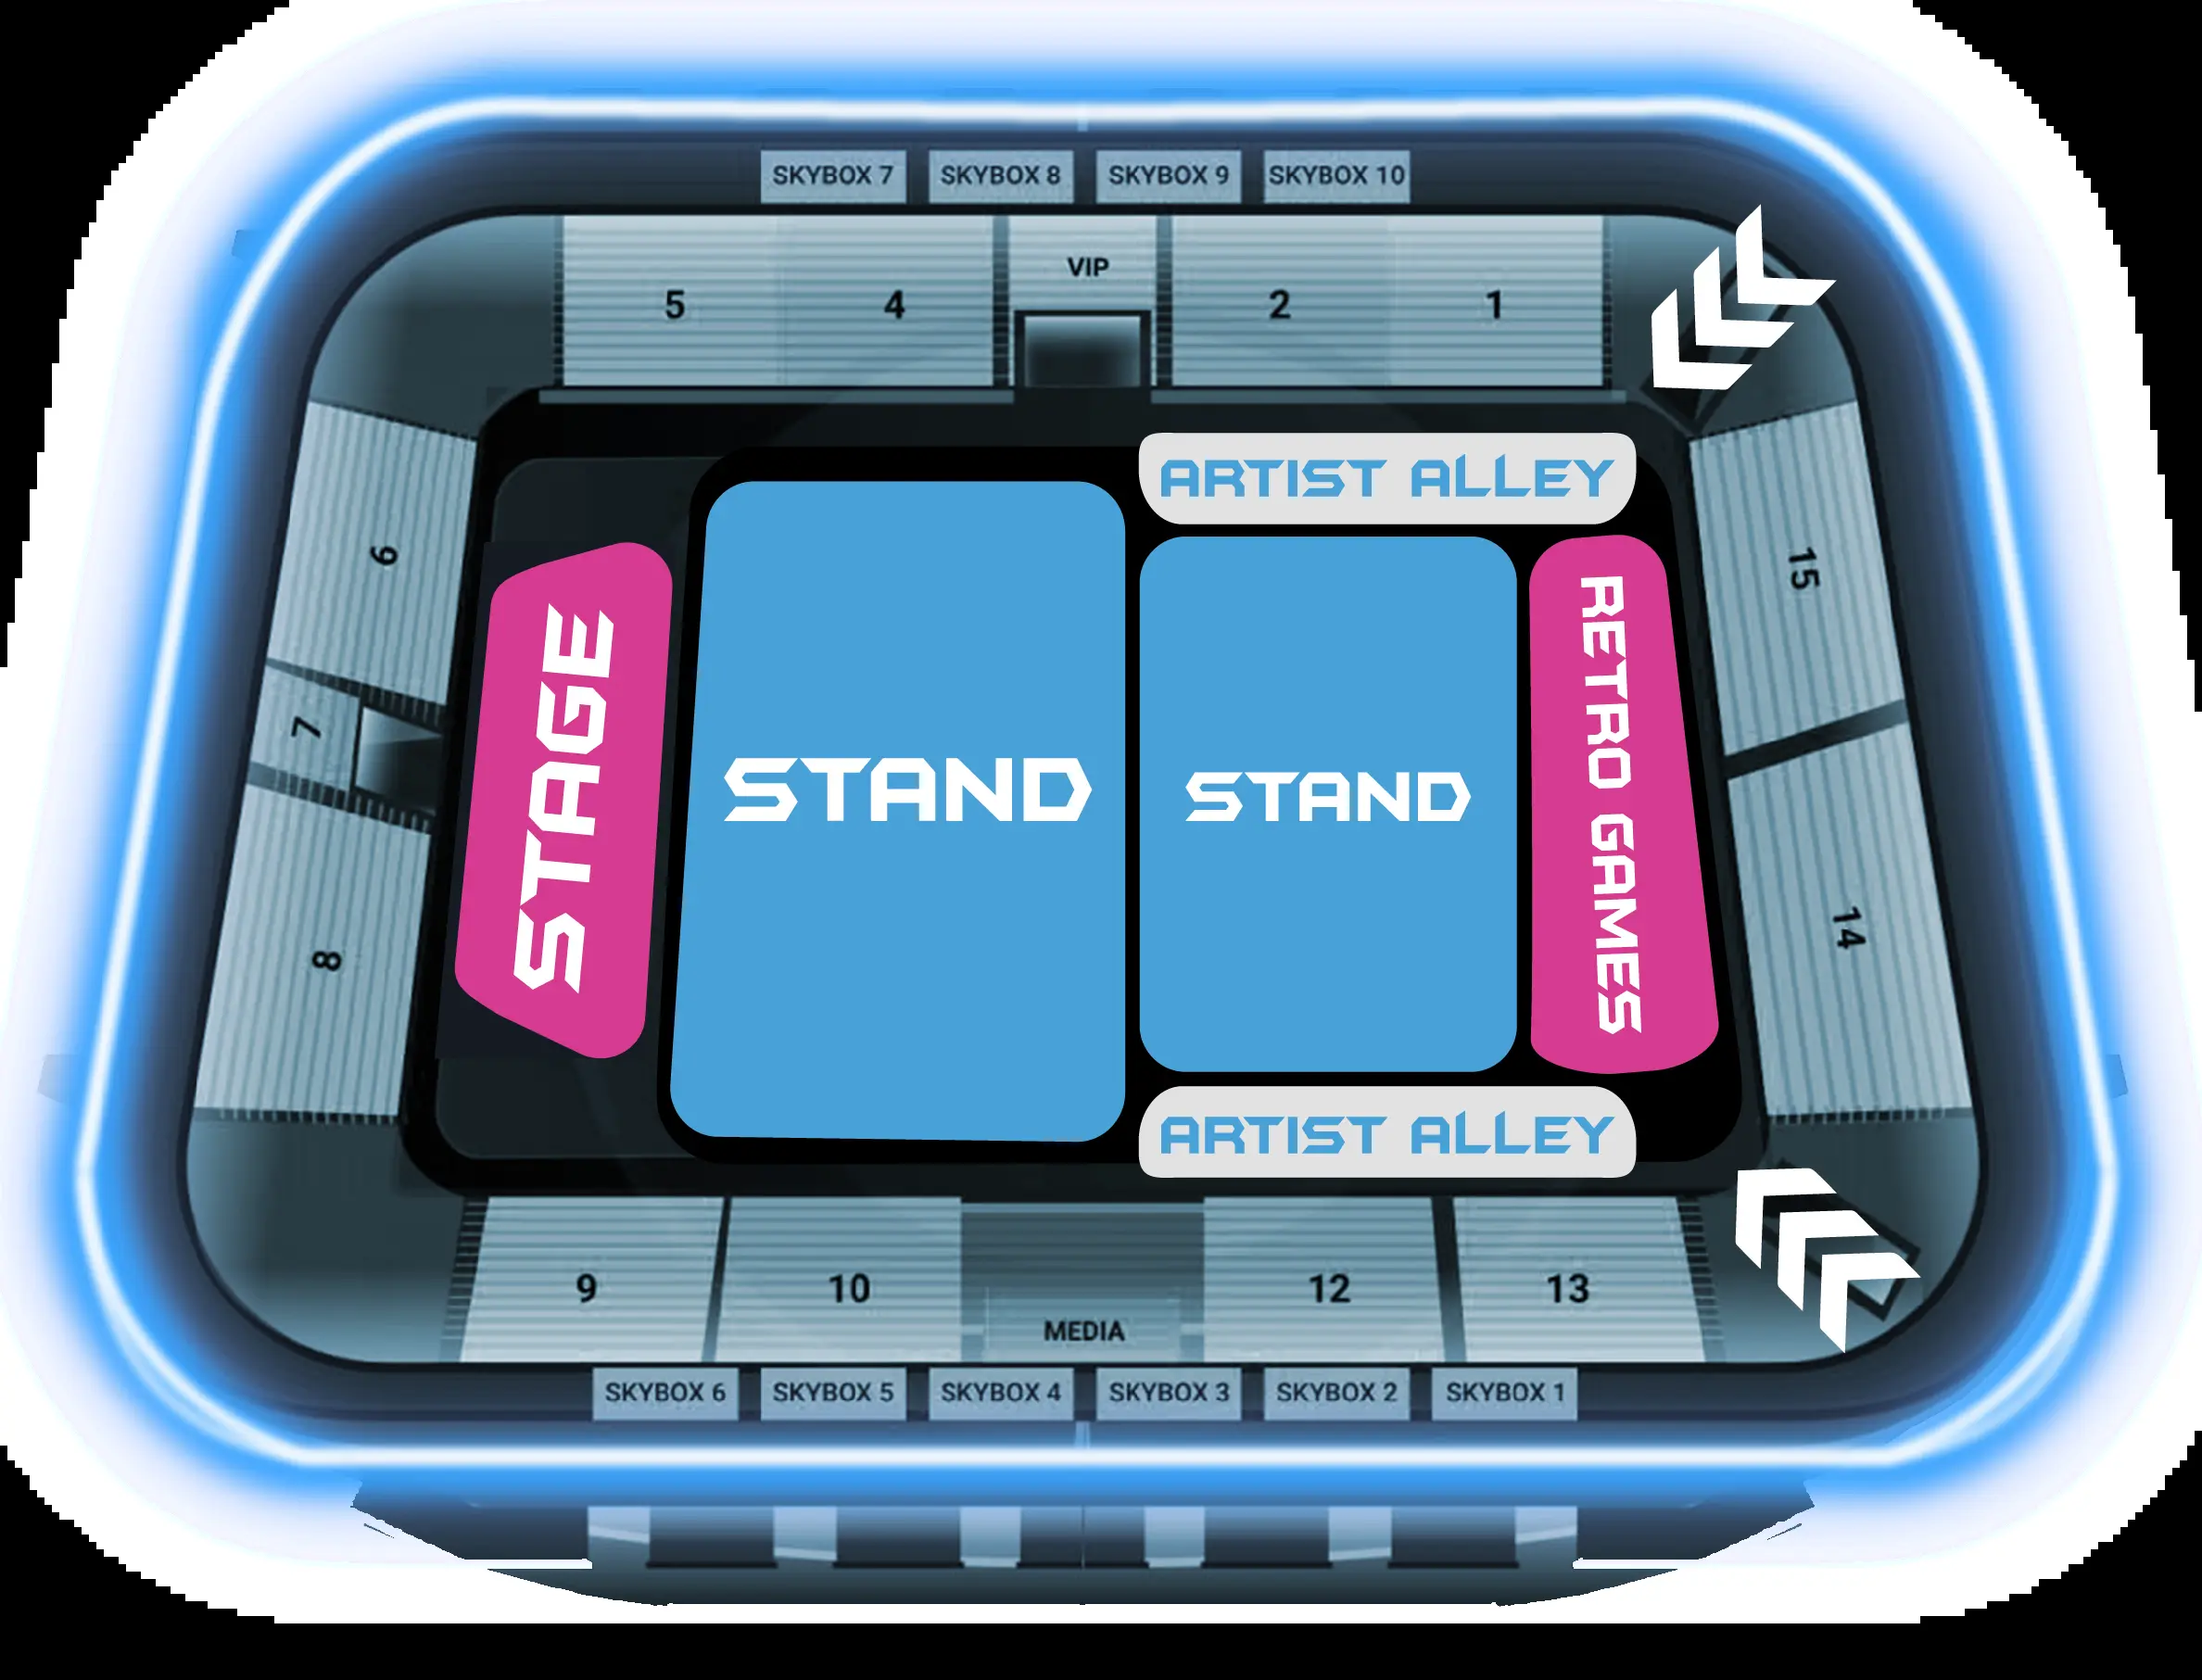 SKYBOX 7 SKYBOX 8 SKYBOX 9 SKYBOX 10
VIP
5 4 2 1
ARTIST ALLEY
6
15
7
STAGE
STAND
STAND
RETRO GAMES
8
14
ARTIST ALLEY
9 10 12 13
MEDIA
SKYBOX 6 SKYBOX 5 SKYBOX 4 SKYBOX 3 SKYBOX 2 SKYBOX 1